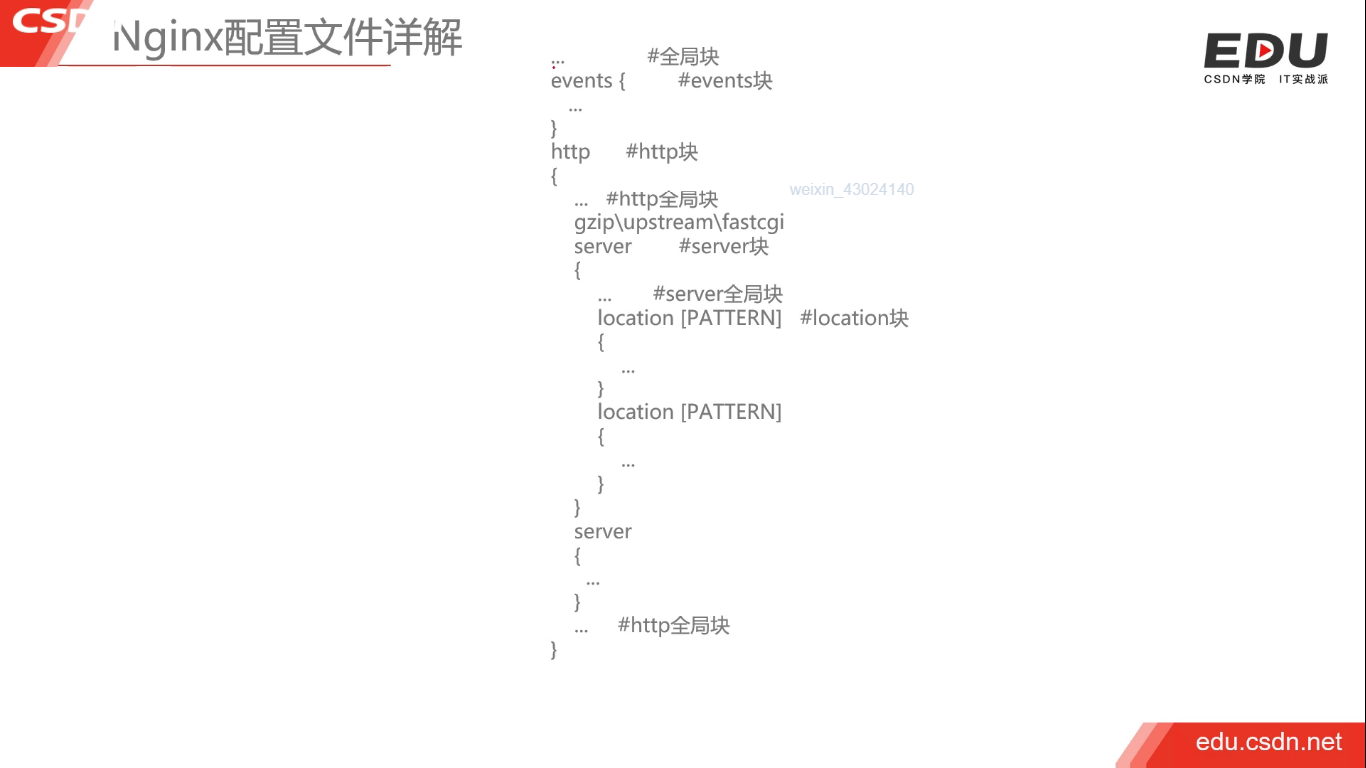 CSD
Nginx配置文件详解
EDU
CSDN学院 IT实战派
... #全局块
events { #events块
...
}
http #http块
{
... #http全局块
weixin_43024140
gzip\upstream\fastcgi
server #server块
{
... #server全局块
location [PATTERN] #location块
{
...
}
location [PATTERN]
{
...
}
}
server
{
...
}
... #http全局块
}
edu.csdn.net